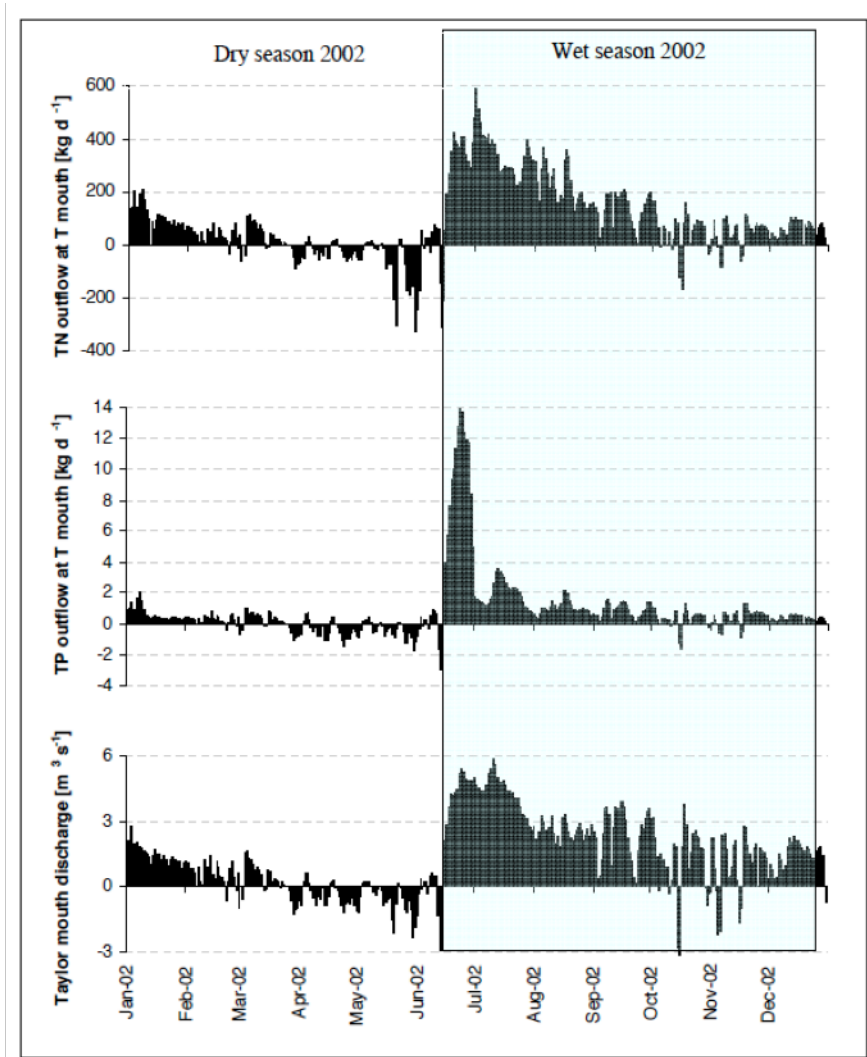 Dry season 2002
Wet season 2002
TN outflow at T mouth [kg d⁻¹]
600
400
200
0
-200
-400
TP outflow at T mouth [kg d⁻¹]
14
12
10
8
6
4
2
0
-2
-4
Taylor mouth discharge [m³ s⁻¹]
6
3
0
-3
Jan-02
Feb-02
Mar-02
Apr-02
May-02
Jun-02
Jul-02
Aug-02
Sep-02
Oct-02
Nov-02
Dec-02